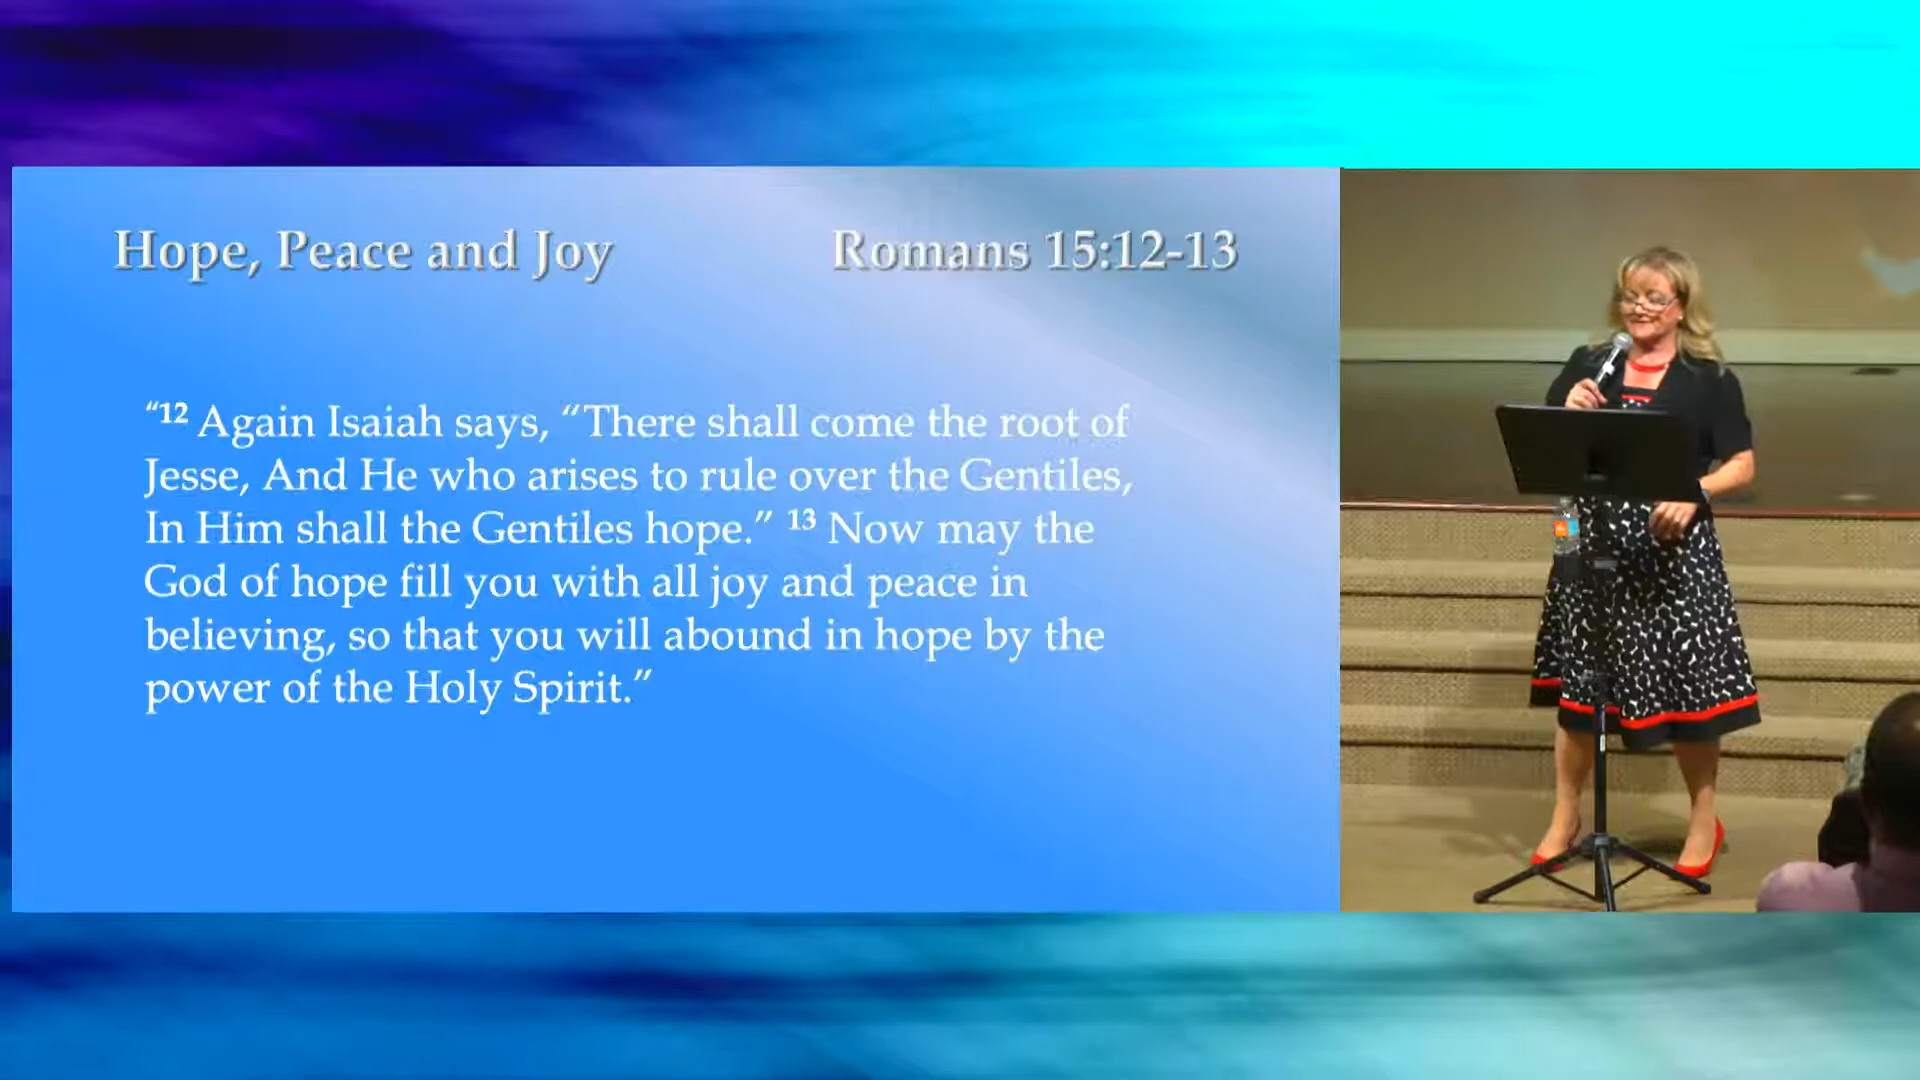 Hope, Peace and Joy Romans 15:12-13
“12 Again Isaiah says, “There shall come the root of
Jesse, And He who arises to rule over the Gentiles,
In Him shall the Gentiles hope.” 13 Now may the
God of hope fill you with all joy and peace in
believing, so that you will abound in hope by the
power of the Holy Spirit.”